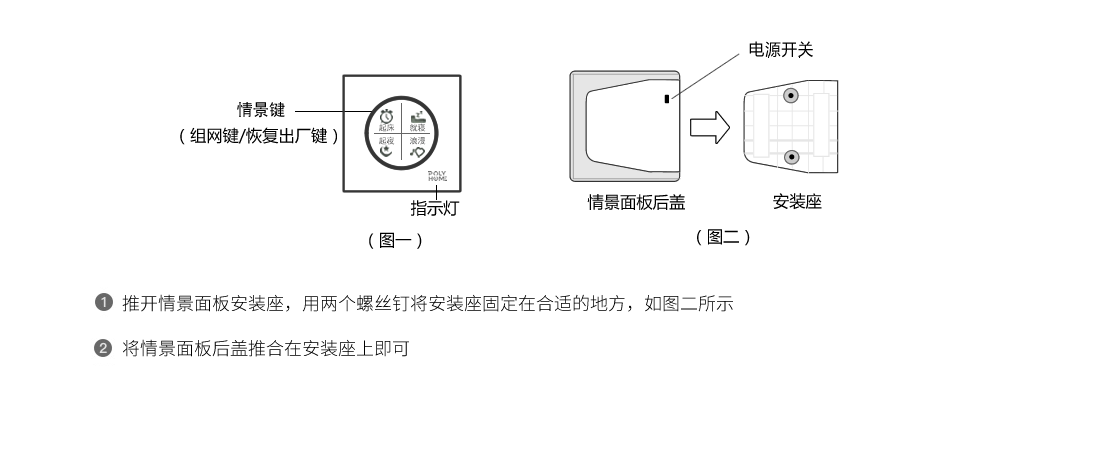 电源开关
情景键
（组网键/恢复出厂键）
起床 就寝
起夜 浪漫
POLY
HOME
指示灯
（图一）
情景面板后盖
安装座
（图二）
1 推开情景面板安装座，用两个螺丝钉将安装座固定在合适的地方，如图二所示
2 将情景面板后盖推合在安装座上即可